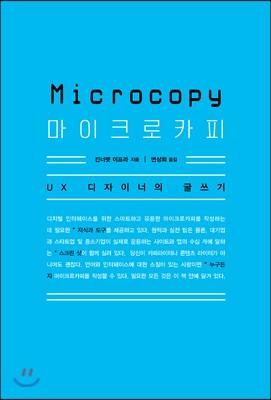 Microcopy
마이크로카피
킨너렛 이프라 지음 | 변상희 옮김
UX 디자이너의 글쓰기
디지털 인터페이스를 위한 스마트하고 유용한 마이크로카피를 작성하는
데 필요한 " 지식과 도구를 제공하고 있다. 원략과 실전 팁은 물론, 대기업
과 스타트업 및 중소기업이 실제로 운용하는 사이트와 앱의 수십 개에 달하
는 " 스크린 샷이 함께 실려 있다. 당신이 카피라이터나 콘텐츠 라이터가 아
니어도 괜찮다. 언어와 인터페이스에 대한 소질이 있는 사람이면 " 누구든
지 마이크로카피를 작성할 수 있다. 필요한 모든 것은 이 책 안에 담겨 있다.
yes24